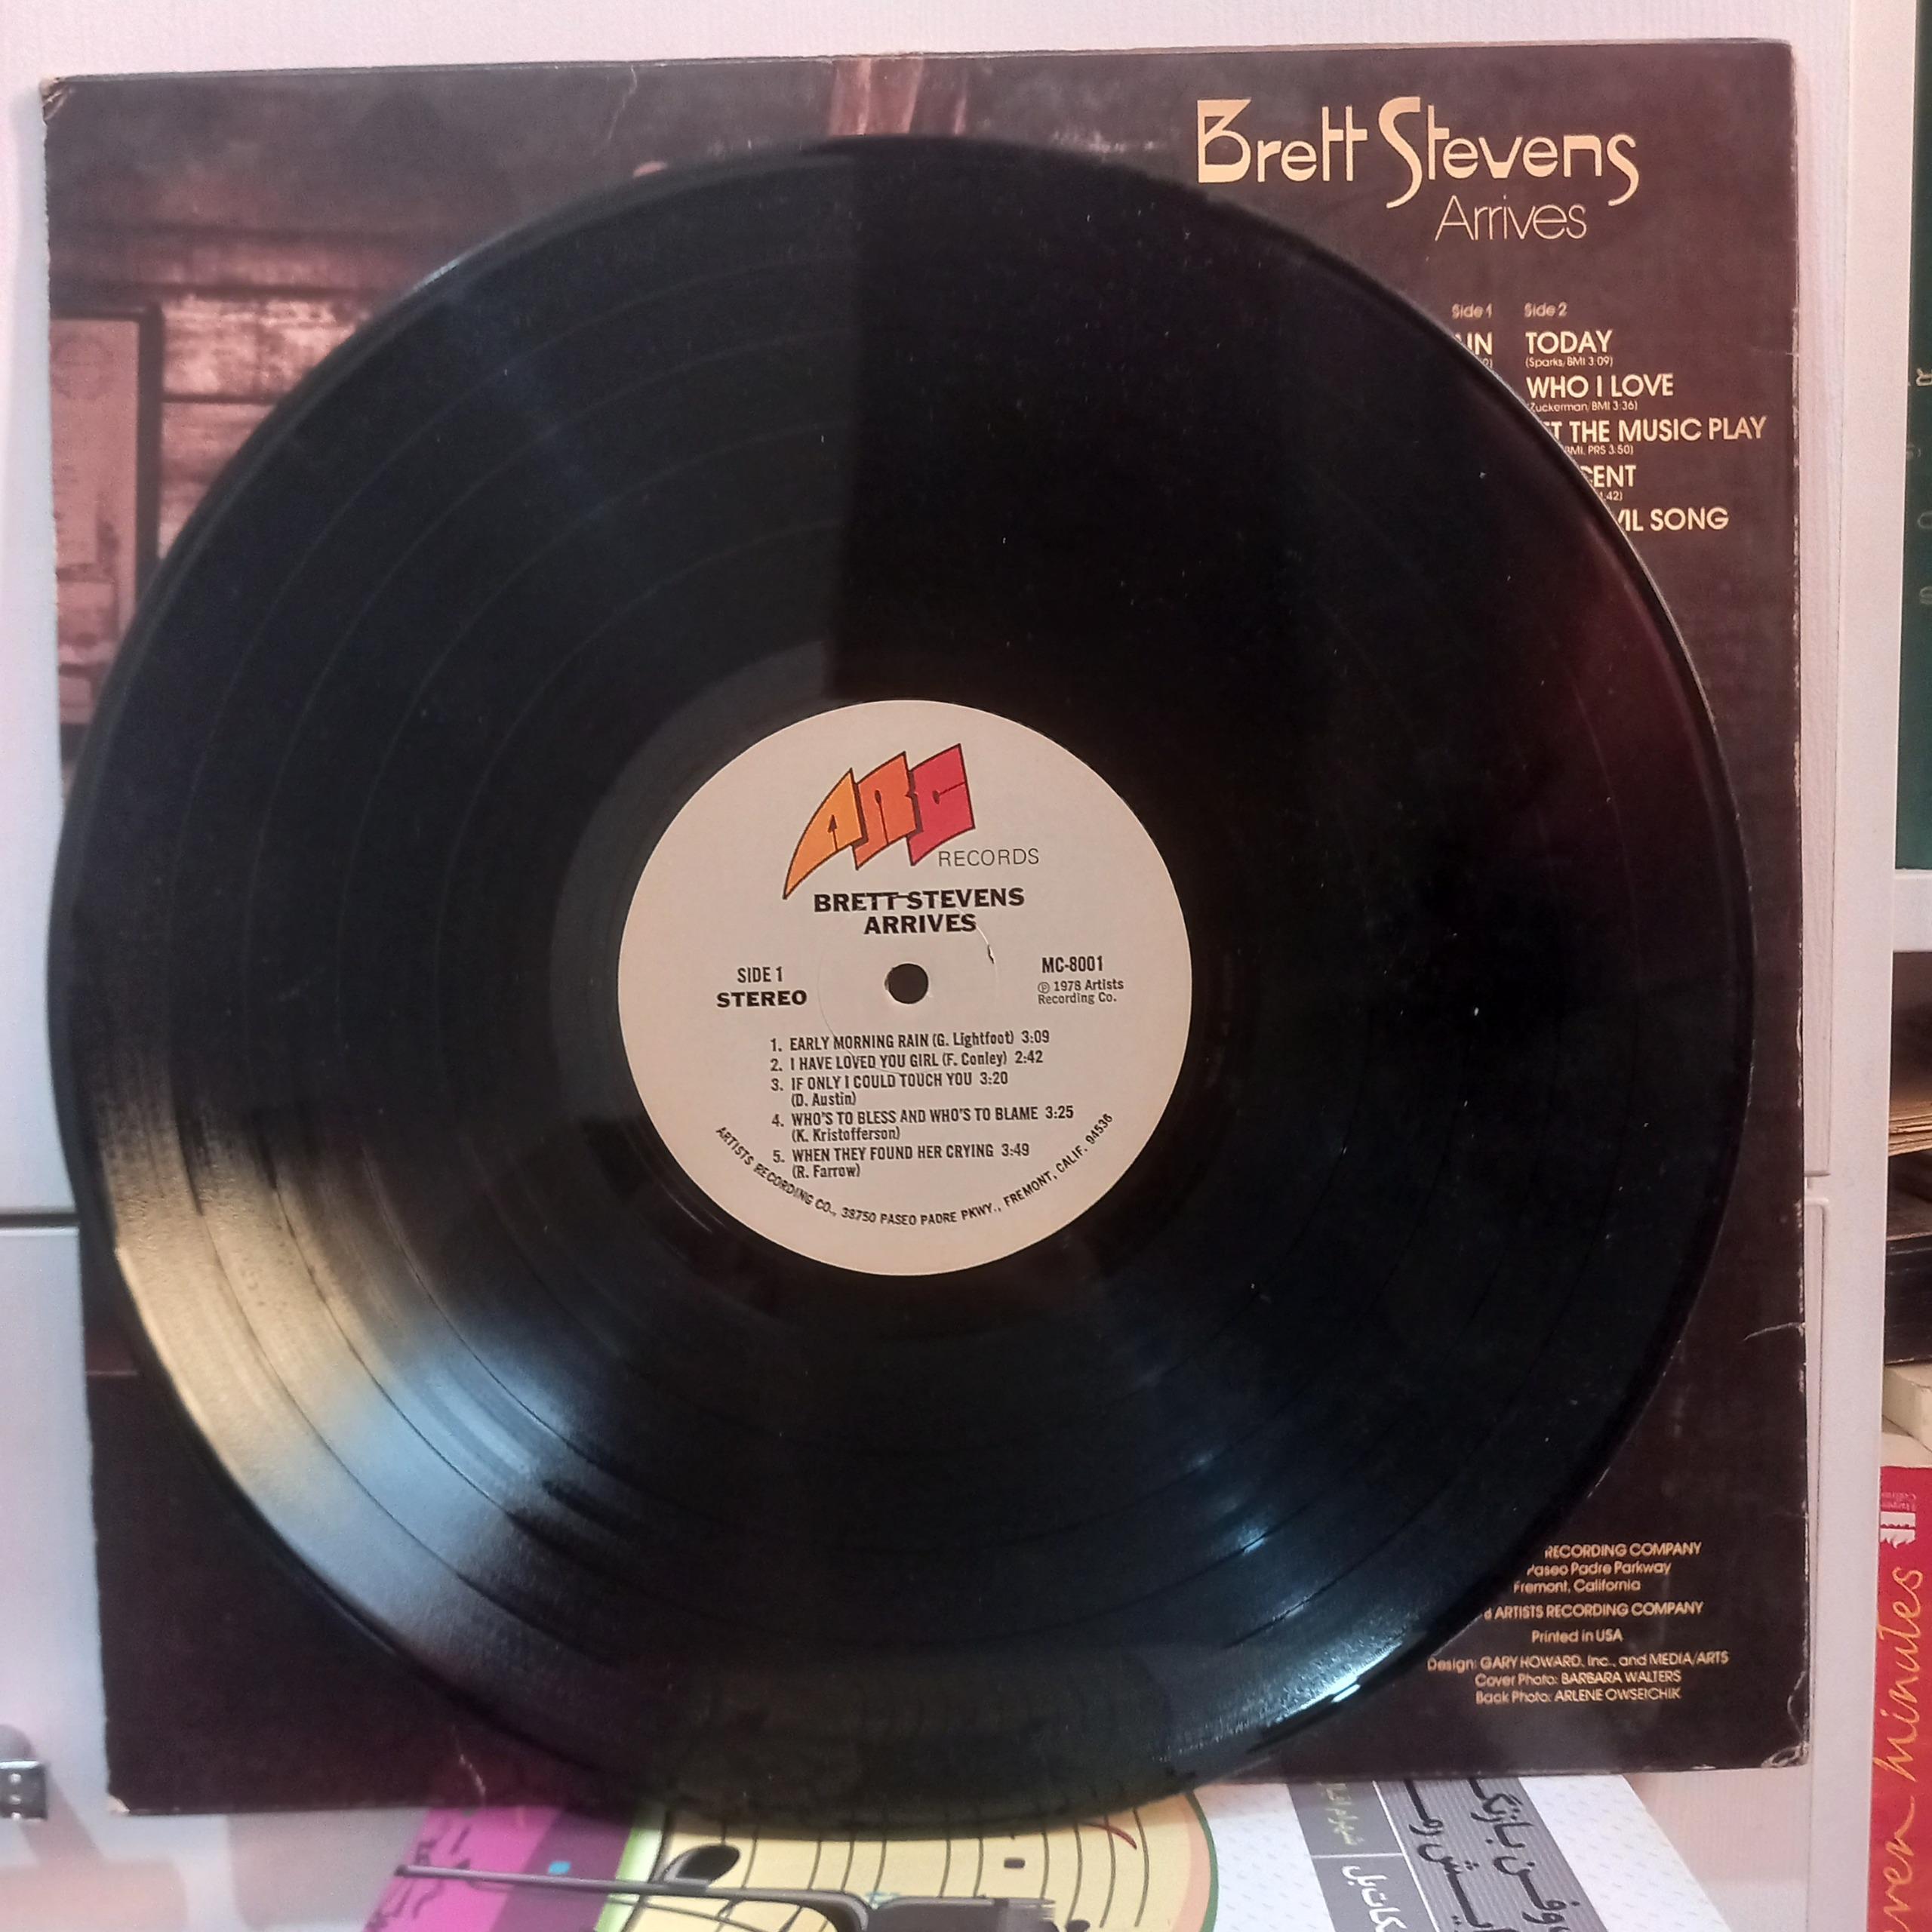 Brett Stevens
Arrives
Side 1 Side 2
TODAY
(Sparks, BMI 3:09)
WHO I LOVE
(Zuckerman, BMI 3:36)
THE MUSIC PLAY
BMI, PRS 3:50)
SONG
ARC
RECORDS
BRETT STEVENS
ARRIVES
SIDE 1
STEREO
MC-8001
℗ 1978 Artists
Recording Co.
1. EARLY MORNING RAIN (G. Lightfoot) 3:09
2. I HAVE LOVED YOU GIRL (F. Conley) 2:42
3. IF ONLY I COULD TOUCH YOU 3:20
(D. Austin)
4. WHO'S TO BLESS AND WHO'S TO BLAME 3:25
(K. Kristofferson)
5. WHEN THEY FOUND HER CRYING 3:49
(R. Farrow)
ARTISTS RECORDING CO., 38750 PASEO PADRE PKWY., FREMONT, CALIF. 94536
RECORDING COMPANY
Paseo Padre Parkway
Fremont, California
ARTISTS RECORDING COMPANY
Printed in USA
Design: GARY HOWARD, Inc., and MEDIA/ARTS
Cover Photo: BARBARA WALTERS
Back Photo: ARLENE OWSEICHIK
minutes